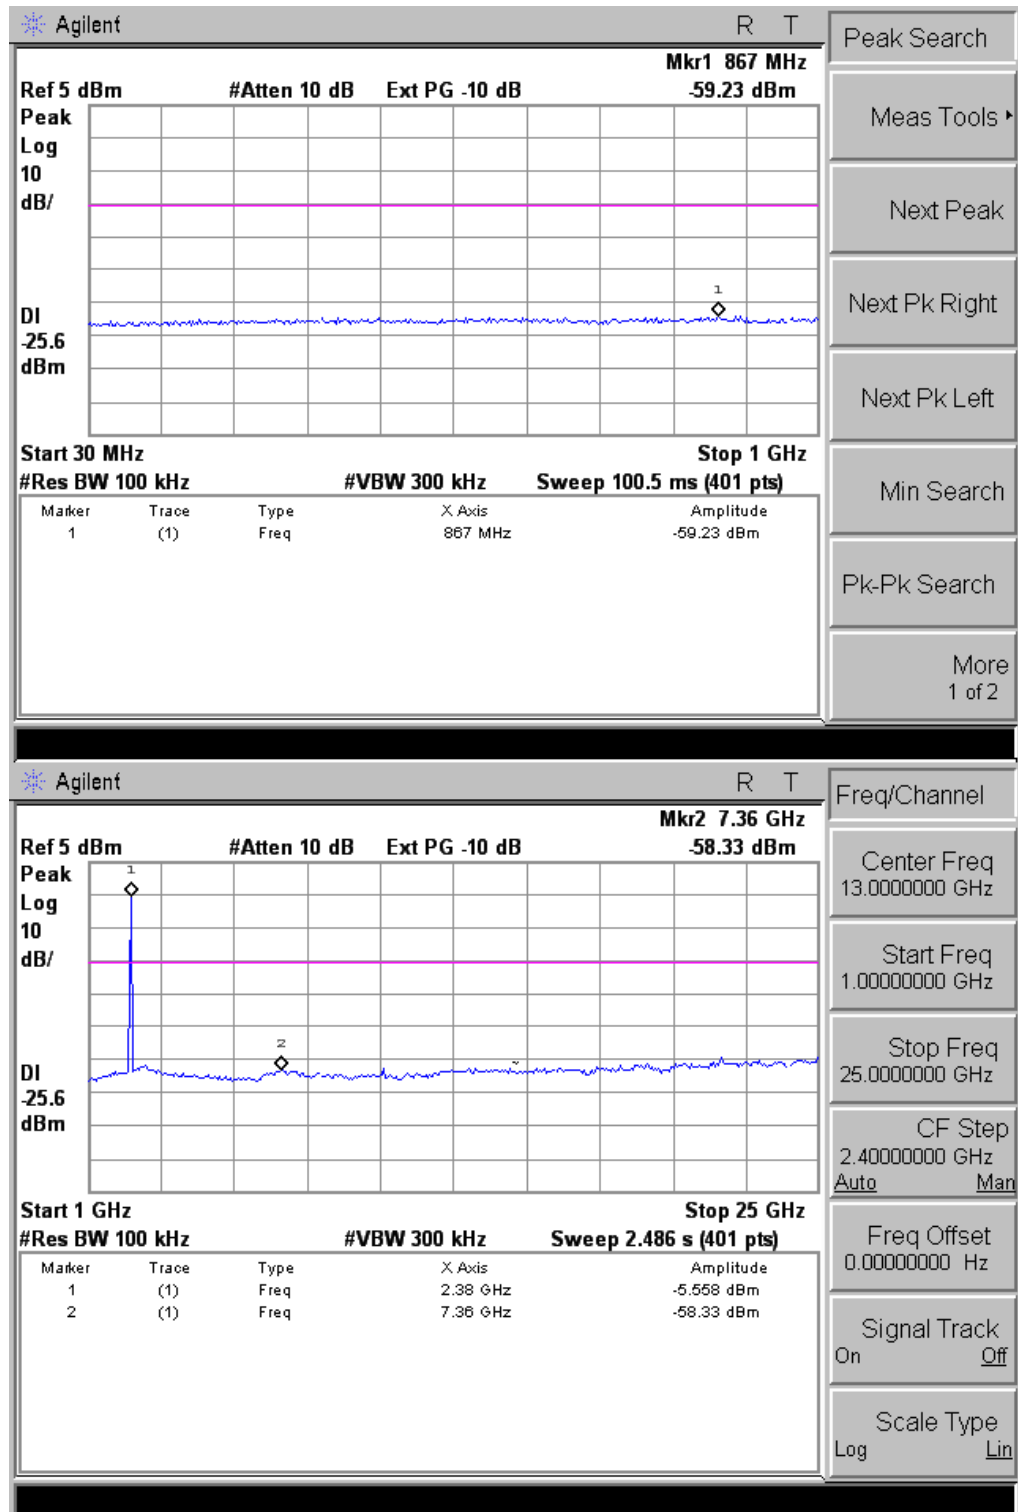 Agilent R T
Peak Search
Mkr1 867 MHz
Ref 5 dBm #Atten 10 dB Ext PG -10 dB -59.23 dBm
Peak
Log
10
dB/
1
DI
-25.6
dBm
Start 30 MHz Stop 1 GHz
#Res BW 100 kHz #VBW 300 kHz Sweep 100.5 ms (401 pts)
Marker Trace Type X Axis Amplitude
1 (1) Freq 867 MHz -59.23 dBm
Meas Tools
Next Peak
Next Pk Right
Next Pk Left
Min Search
Pk-Pk Search
More
1 of 2
Agilent R T
Freq/Channel
Mkr2 7.36 GHz
Ref 5 dBm #Atten 10 dB Ext PG -10 dB -58.33 dBm
Peak
Log
10
dB/
1
2
DI
-25.6
dBm
Start 1 GHz Stop 25 GHz
#Res BW 100 kHz #VBW 300 kHz Sweep 2.486 s (401 pts)
Marker Trace Type X Axis Amplitude
1 (1) Freq 2.38 GHz -5.558 dBm
2 (1) Freq 7.36 GHz -58.33 dBm
Center Freq
13.0000000 GHz
Start Freq
1.00000000 GHz
Stop Freq
25.0000000 GHz
CF Step
2.40000000 GHz
Auto Man
Freq Offset
0.00000000 Hz
Signal Track
On Off
Scale Type
Log Lin